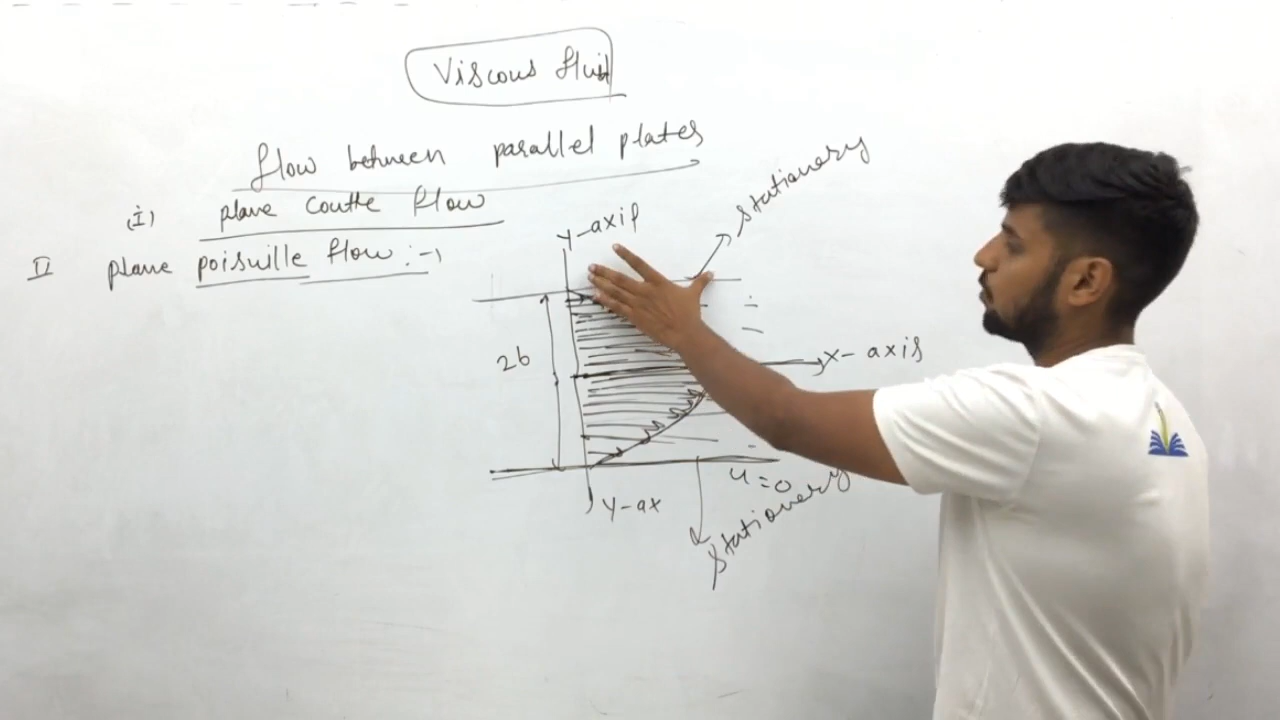 Viscous fluid
flow between parallel plates
(I) plane Coutte flow
II plane poisuille flow :-
y-axis
stationary
2b
x-axis
u=0
y-ax
stationary